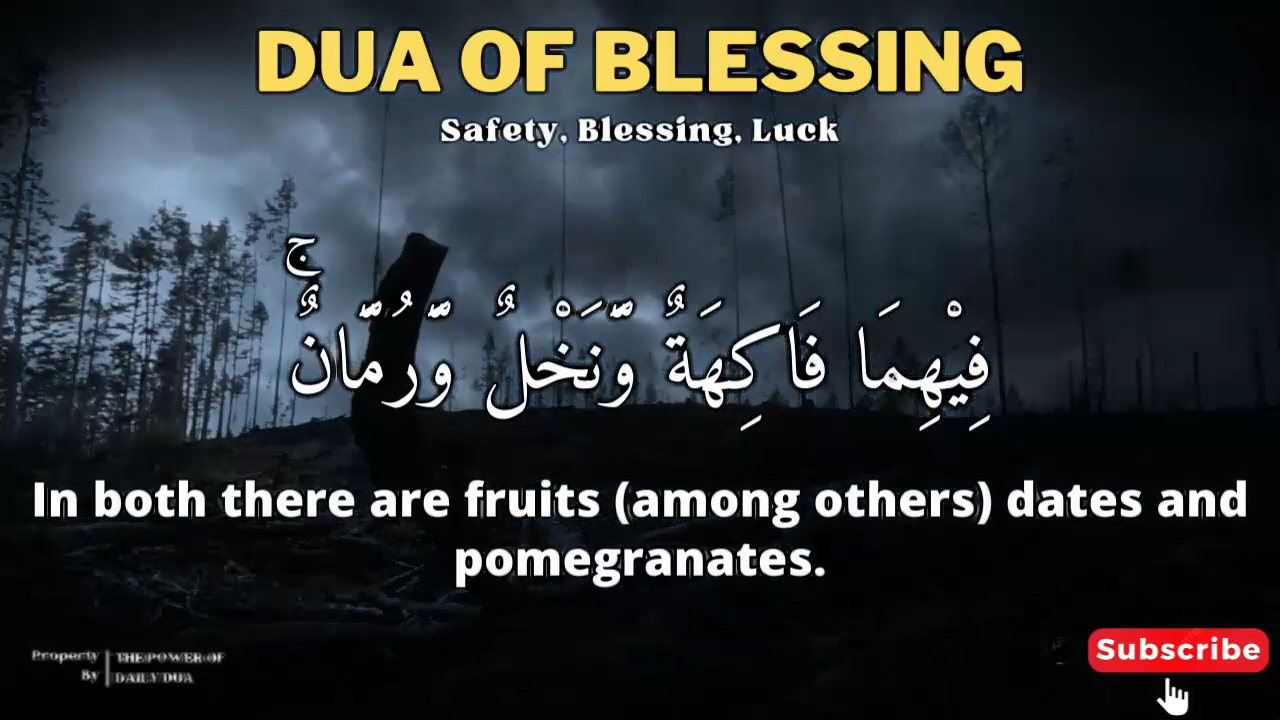 DUA OF BLESSING
Safety, Blessing, Luck
فِيْهِمَا فَاكِهَةٌ وَّنَخْلٌ وَّرُمَّانٌۚ
In both there are fruits (among others) dates and
pomegranates.
Property By
THE POWER OF
DAILY DUA
Subscribe